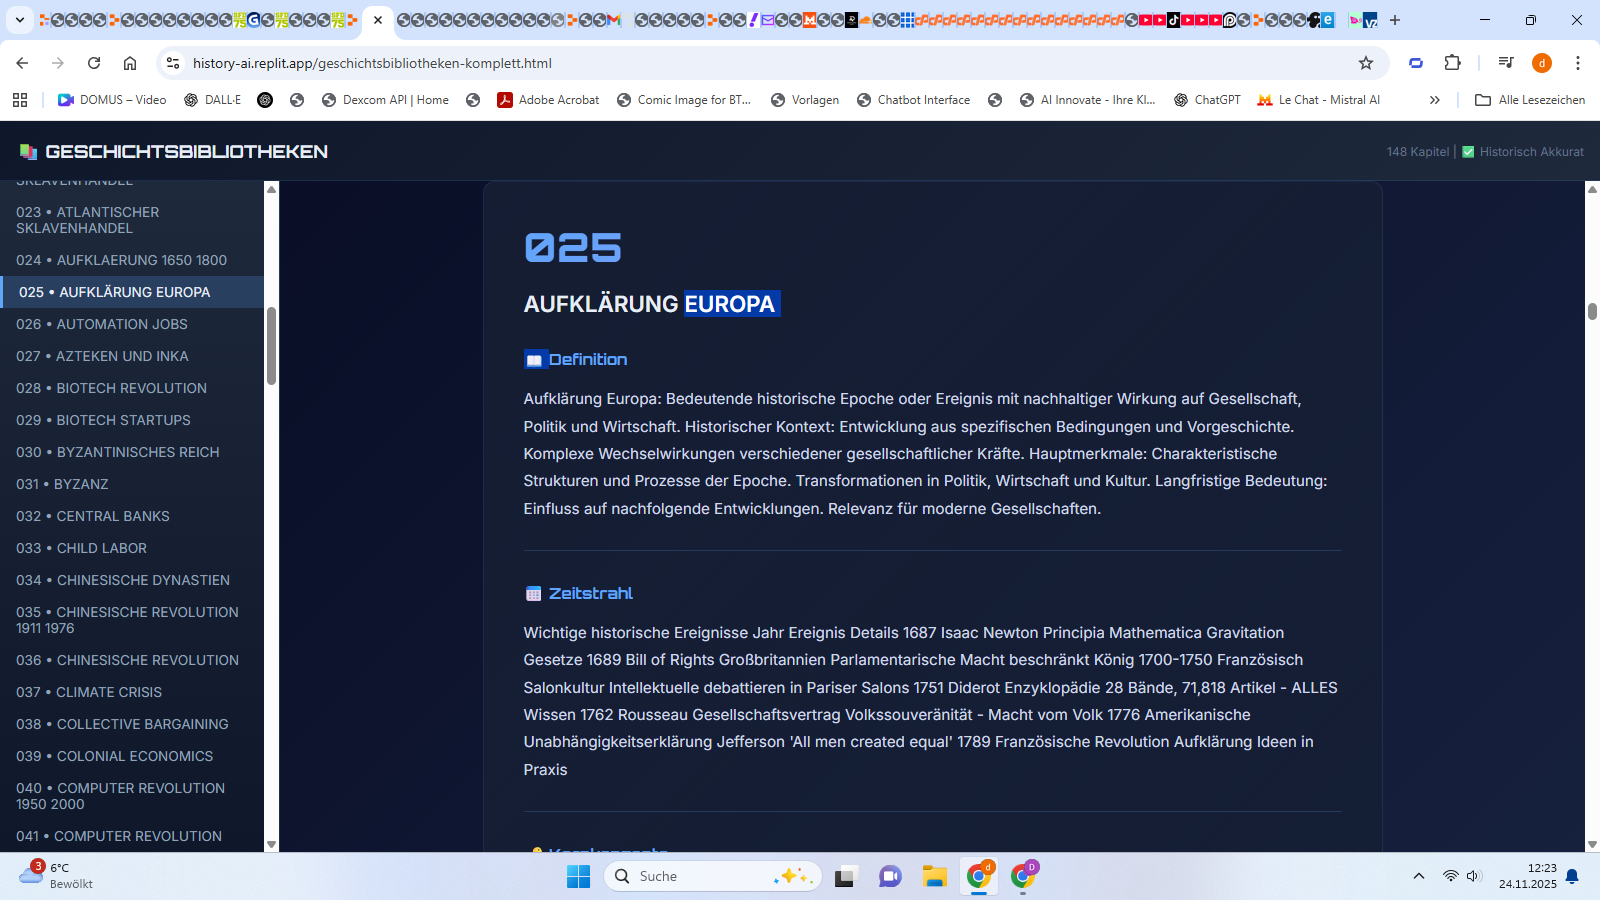 history-ai.replit.app/geschichtsbibliotheken-komplett.html
DOMUS – Video
DALL·E
Dexcom API | Home
Adobe Acrobat
Comic Image for BT...
Vorlagen
Chatbot Interface
AI Innovate - Ihre KI...
ChatGPT
Le Chat - Mistral AI
Alle Lesezeichen
GESCHICHTSBIBLIOTHEKEN
148 Kapitel | ✅ Historisch Akkurat
SKLAVENHANDEL
023 • ATLANTISCHER
SKLAVENHANDEL
024 • AUFKLAERUNG 1650 1800
025 • AUFKLÄRUNG EUROPA
026 • AUTOMATION JOBS
027 • AZTEKEN UND INKA
028 • BIOTECH REVOLUTION
029 • BIOTECH STARTUPS
030 • BYZANTINISCHES REICH
031 • BYZANZ
032 • CENTRAL BANKS
033 • CHILD LABOR
034 • CHINESISCHE DYNASTIEN
035 • CHINESISCHE REVOLUTION
1911 1976
036 • CHINESISCHE REVOLUTION
037 • CLIMATE CRISIS
038 • COLLECTIVE BARGAINING
039 • COLONIAL ECONOMICS
040 • COMPUTER REVOLUTION
1950 2000
041 • COMPUTER REVOLUTION
025
AUFKLÄRUNG EUROPA
Definition
Aufklärung Europa: Bedeutende historische Epoche oder Ereignis mit nachhaltiger Wirkung auf Gesellschaft,
Politik und Wirtschaft. Historischer Kontext: Entwicklung aus spezifischen Bedingungen und Vorgeschichte.
Komplexe Wechselwirkungen verschiedener gesellschaftlicher Kräfte. Hauptmerkmale: Charakteristische
Strukturen und Prozesse der Epoche. Transformationen in Politik, Wirtschaft und Kultur. Langfristige Bedeutung:
Einfluss auf nachfolgende Entwicklungen. Relevanz für moderne Gesellschaften.
Zeitstrahl
Wichtige historische Ereignisse Jahr Ereignis Details 1687 Isaac Newton Principia Mathematica Gravitation
Gesetze 1689 Bill of Rights Großbritannien Parlamentarische Macht beschränkt König 1700-1750 Französisch
Salonkultur Intellektuelle debattieren in Pariser Salons 1751 Diderot Enzyklopädie 28 Bände, 71,818 Artikel - ALLES
Wissen 1762 Rousseau Gesellschaftsvertrag Volkssouveränität - Macht vom Volk 1776 Amerikanische
Unabhängigkeitserklärung Jefferson 'All men created equal' 1789 Französische Revolution Aufklärung Ideen in
Praxis
3
6°C
Bewölkt
Suche
12:23
24.11.2025